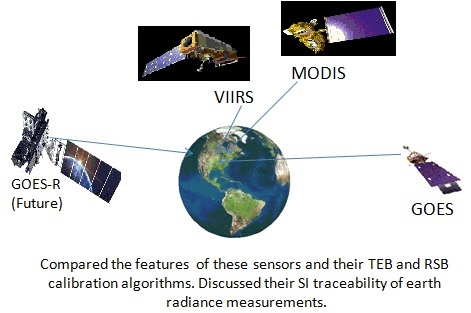 MODIS
VIIRS
GOES-R
(Future)
GOES
Compared the features of these sensors and their TEB and RSB
calibration algorithms. Discussed their SI traceability of earth
radiance measurements.